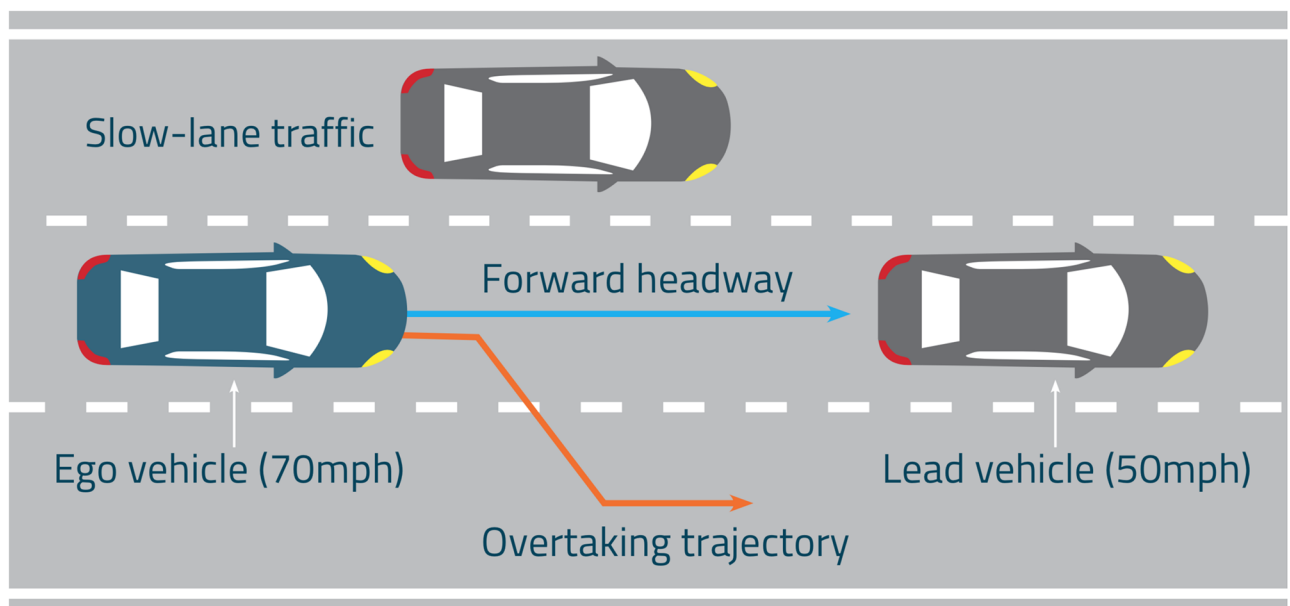 Slow-lane traffic
Forward headway
Ego vehicle (70mph)
Lead vehicle (50mph)
Overtaking trajectory